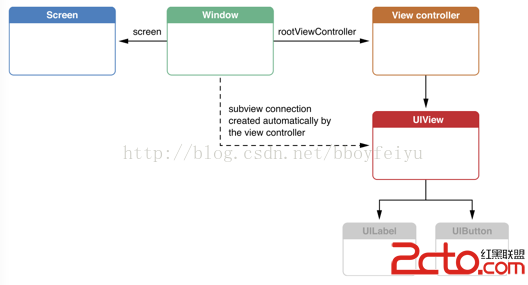 Screen
Window
View controller
screen
rootViewController
subview connection
created automatically by
the view controller
UIView
http://blog.csdn.net/bboyfeiyu
UILabel
UIButton
2cto.com
红黑联盟